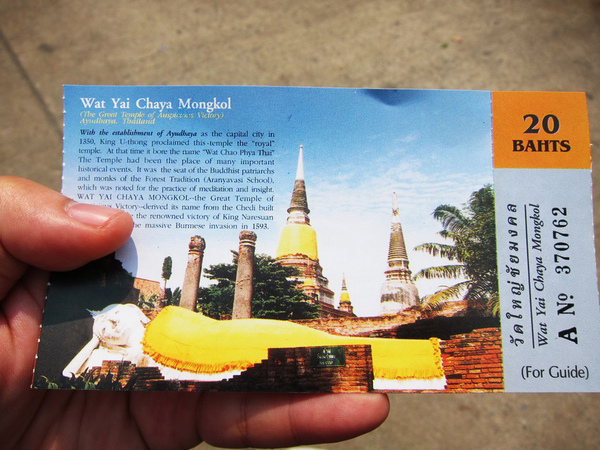 Wat Yai Chaya Mongkol
(The Great Temple of Auspicies Victory)
Ayudhaya, Thailand
With the establishment of Ayudhaya as the capital city in
1350, King U-thong proclaimed this-temple the "royal"
temple. At that time it bore the name "Wat Chao Phya Thai"
The Temple had been the place of many important
historical events. It was the seat of the Buddhist patriarchs
and monks of the Forest Tradition (Aranyavasi School),
which was noted for the practice of meditation and insight.
WAT YAI CHAYA MONGKOL--the Great Temple of
Victory--derived its name from the Chedi built
the renowned victory of King Naresuan
massive Burmese invasion in 1593.
20
BAHTS
วัดใหญ่ชัยมงคล
Wat Yai Chaya Mongkol
A No 370762
(For Guide)